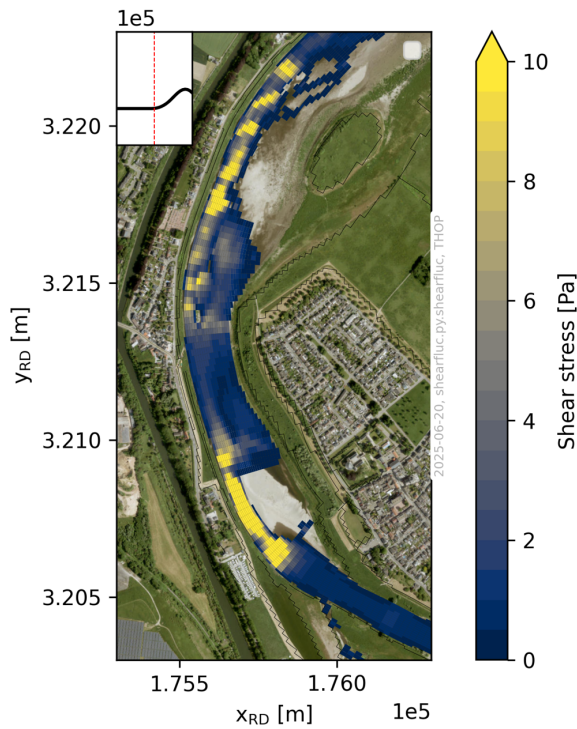 1e5
3.220
3.215
3.210
3.205
y_RD [m]
1.755
1.760
x_RD [m]
1e5
2025-06-20, shearfluc.py.shearfluc, THOP
10
8
6
4
2
0
Shear stress [Pa]